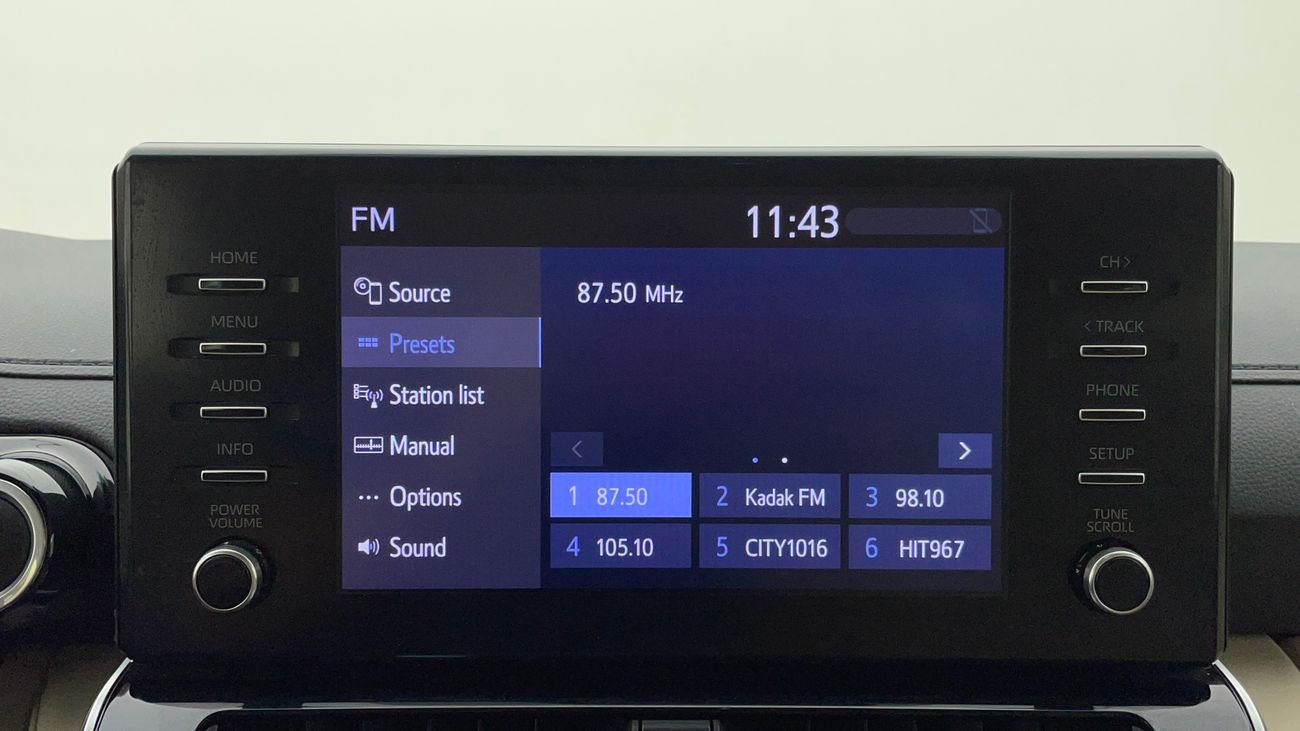 FM
11:43
HOME
MENU
AUDIO
INFO
POWER
VOLUME
Source
Presets
Station list
Manual
··· Options
Sound
87.50 MHz
<
>
1 87.50
2 Kadak FM
3 98.10
4 105.10
5 CITY1016
6 HIT967
CH >
< TRACK
PHONE
SETUP
TUNE
SCROLL